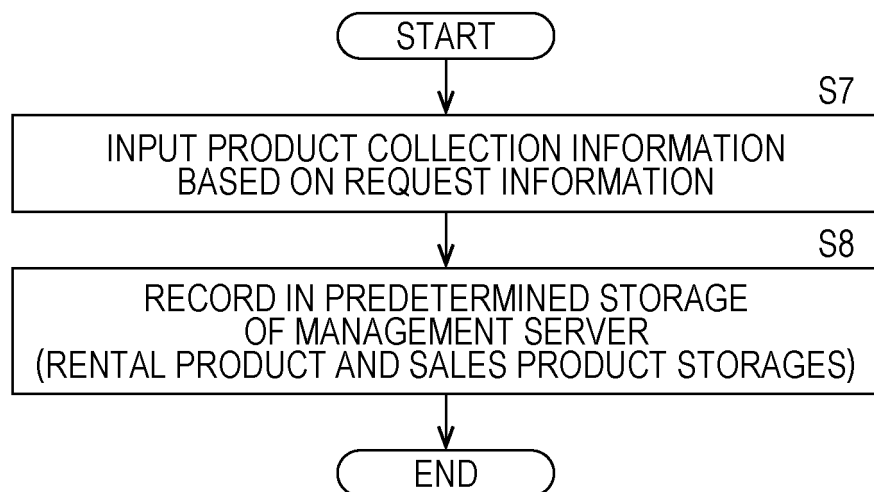 START
S7
INPUT PRODUCT COLLECTION INFORMATION
BASED ON REQUEST INFORMATION
S8
RECORD IN PREDETERMINED STORAGE
OF MANAGEMENT SERVER
(RENTAL PRODUCT AND SALES PRODUCT STORAGES)
END